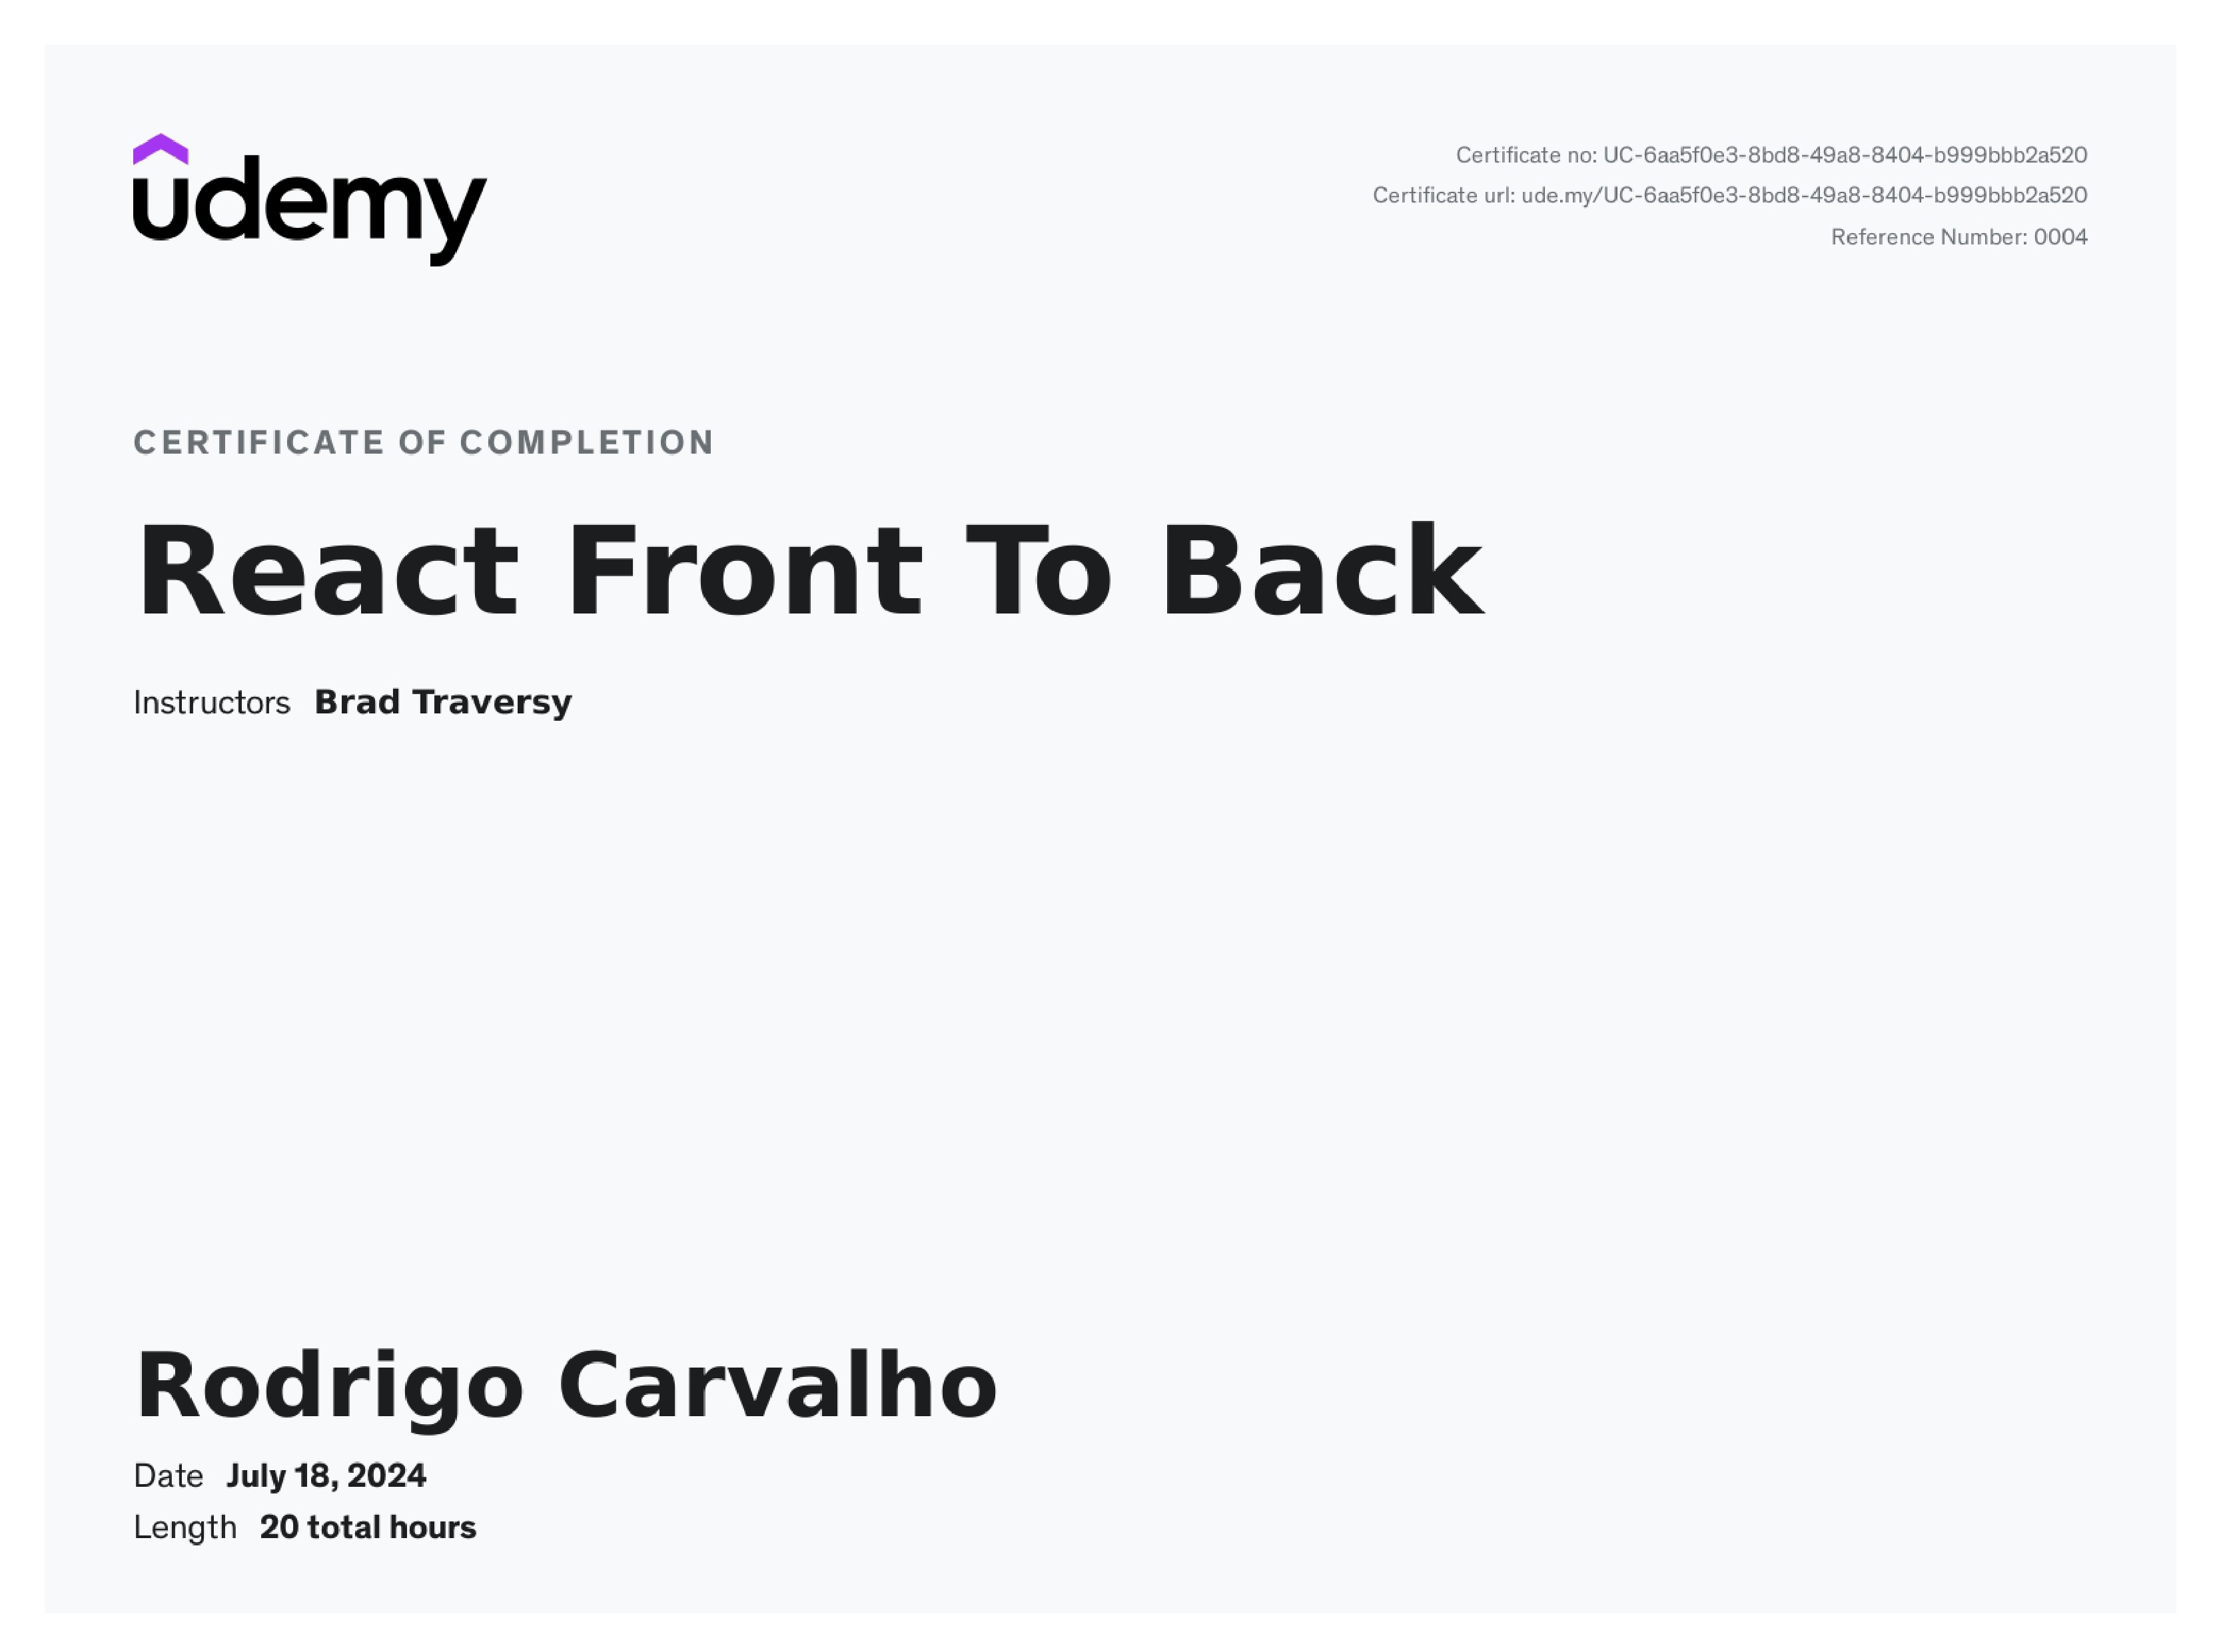 udemy
Certificate no: UC-6aa5f0e3-8bd8-49a8-8404-b999bbb2a520
Certificate url: ude.my/UC-6aa5f0e3-8bd8-49a8-8404-b999bbb2a520
Reference Number: 0004
CERTIFICATE OF COMPLETION
React Front To Back
Instructors Brad Traversy
Rodrigo Carvalho
Date July 18, 2024
Length 20 total hours